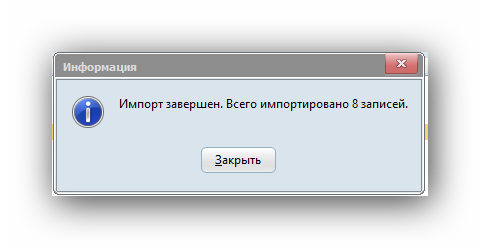 Информация
Импорт завершен. Всего импортировано 8 записей.
Закрыть